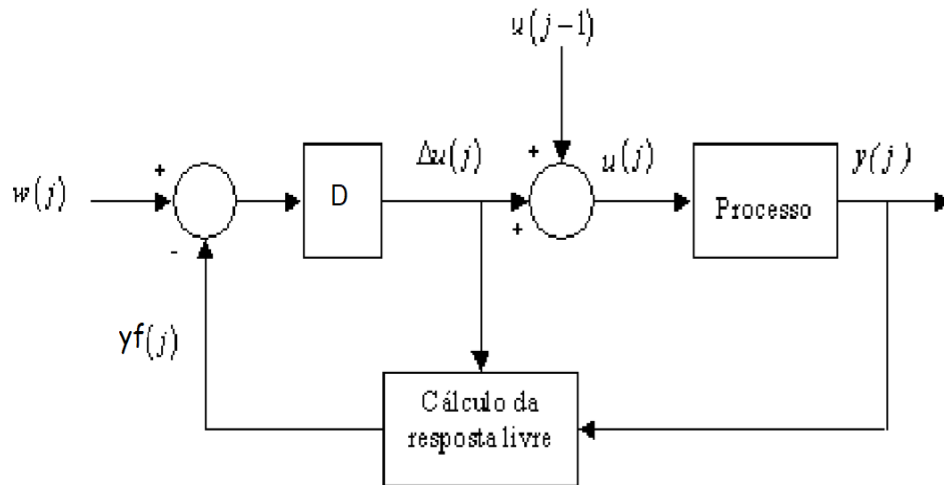 u(j−1)
+
+
Δu(j)
u(j)
y(j)
w(j)
D
Processo
+
-
yf(j)
Cálculo da
resposta livre